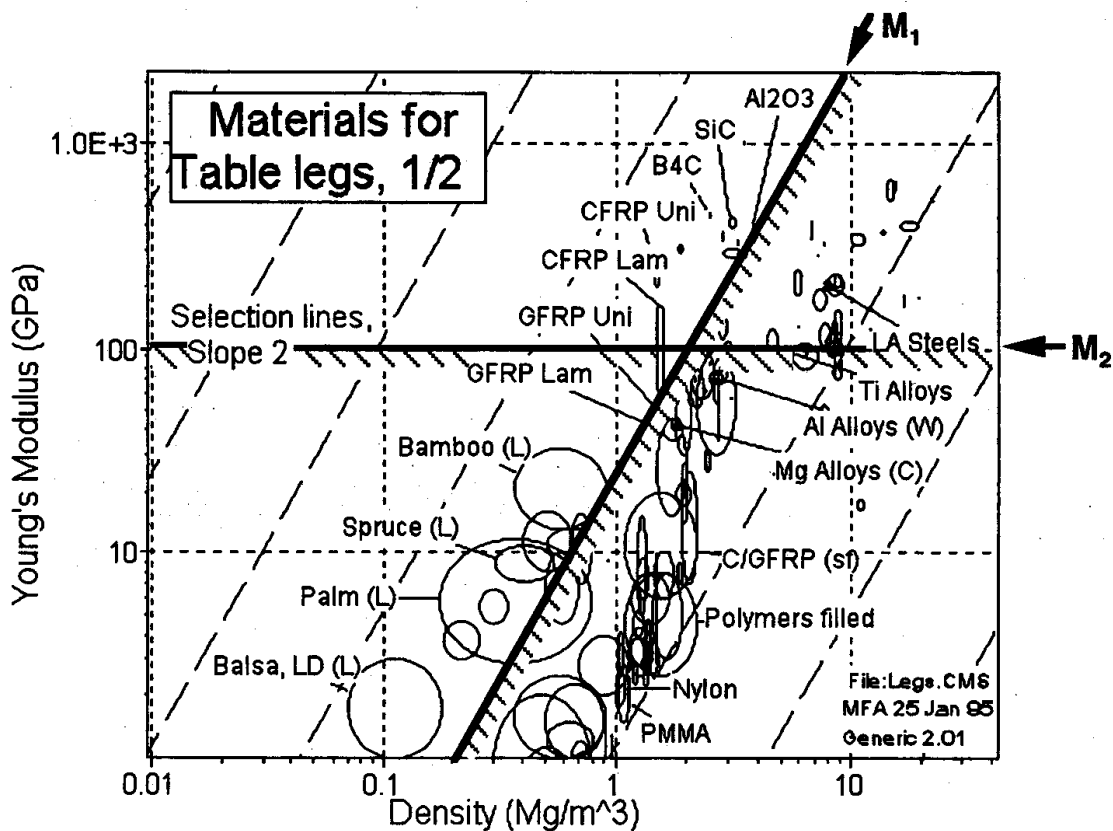 M1
Materials for
Table legs, 1/2
Al2O3
SiC
B4C
CFRP Uni
CFRP Lam
GFRP Uni
GFRP Lam
Selection lines,
Slope 2
M2
LA Steels
Ti Alloys
Al Alloys (W)
Mg Alloys (C)
Bamboo (L)
Spruce (L)
Palm (L)
Balsa, LD (L)
C/GFRP (sf)
Polymers filled
Nylon
PMMA
File:Legs.CMS
MFA 25 Jan 95
Generic 2.01
Young's Modulus (GPa)
1.0E+3
100
10
0.01
0.1
1
10
Density (Mg/m^3)